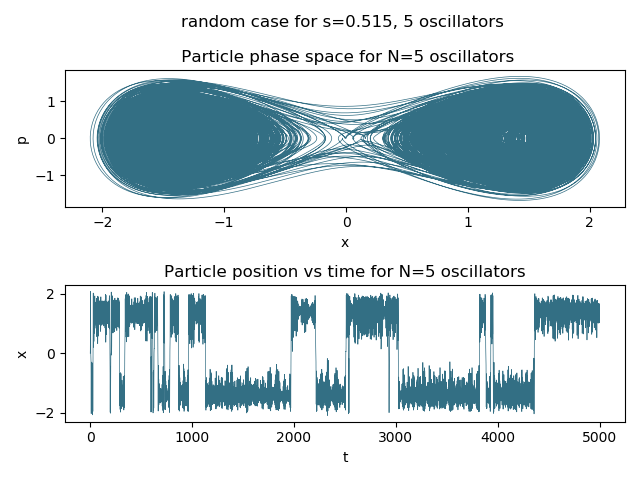 random case for s=0.515, 5 oscillators
Particle phase space for N=5 oscillators
1
0
−1
p
−2
−1
0
1
2
x
Particle position vs time for N=5 oscillators
2
0
−2
x
0
1000
2000
3000
4000
5000
t